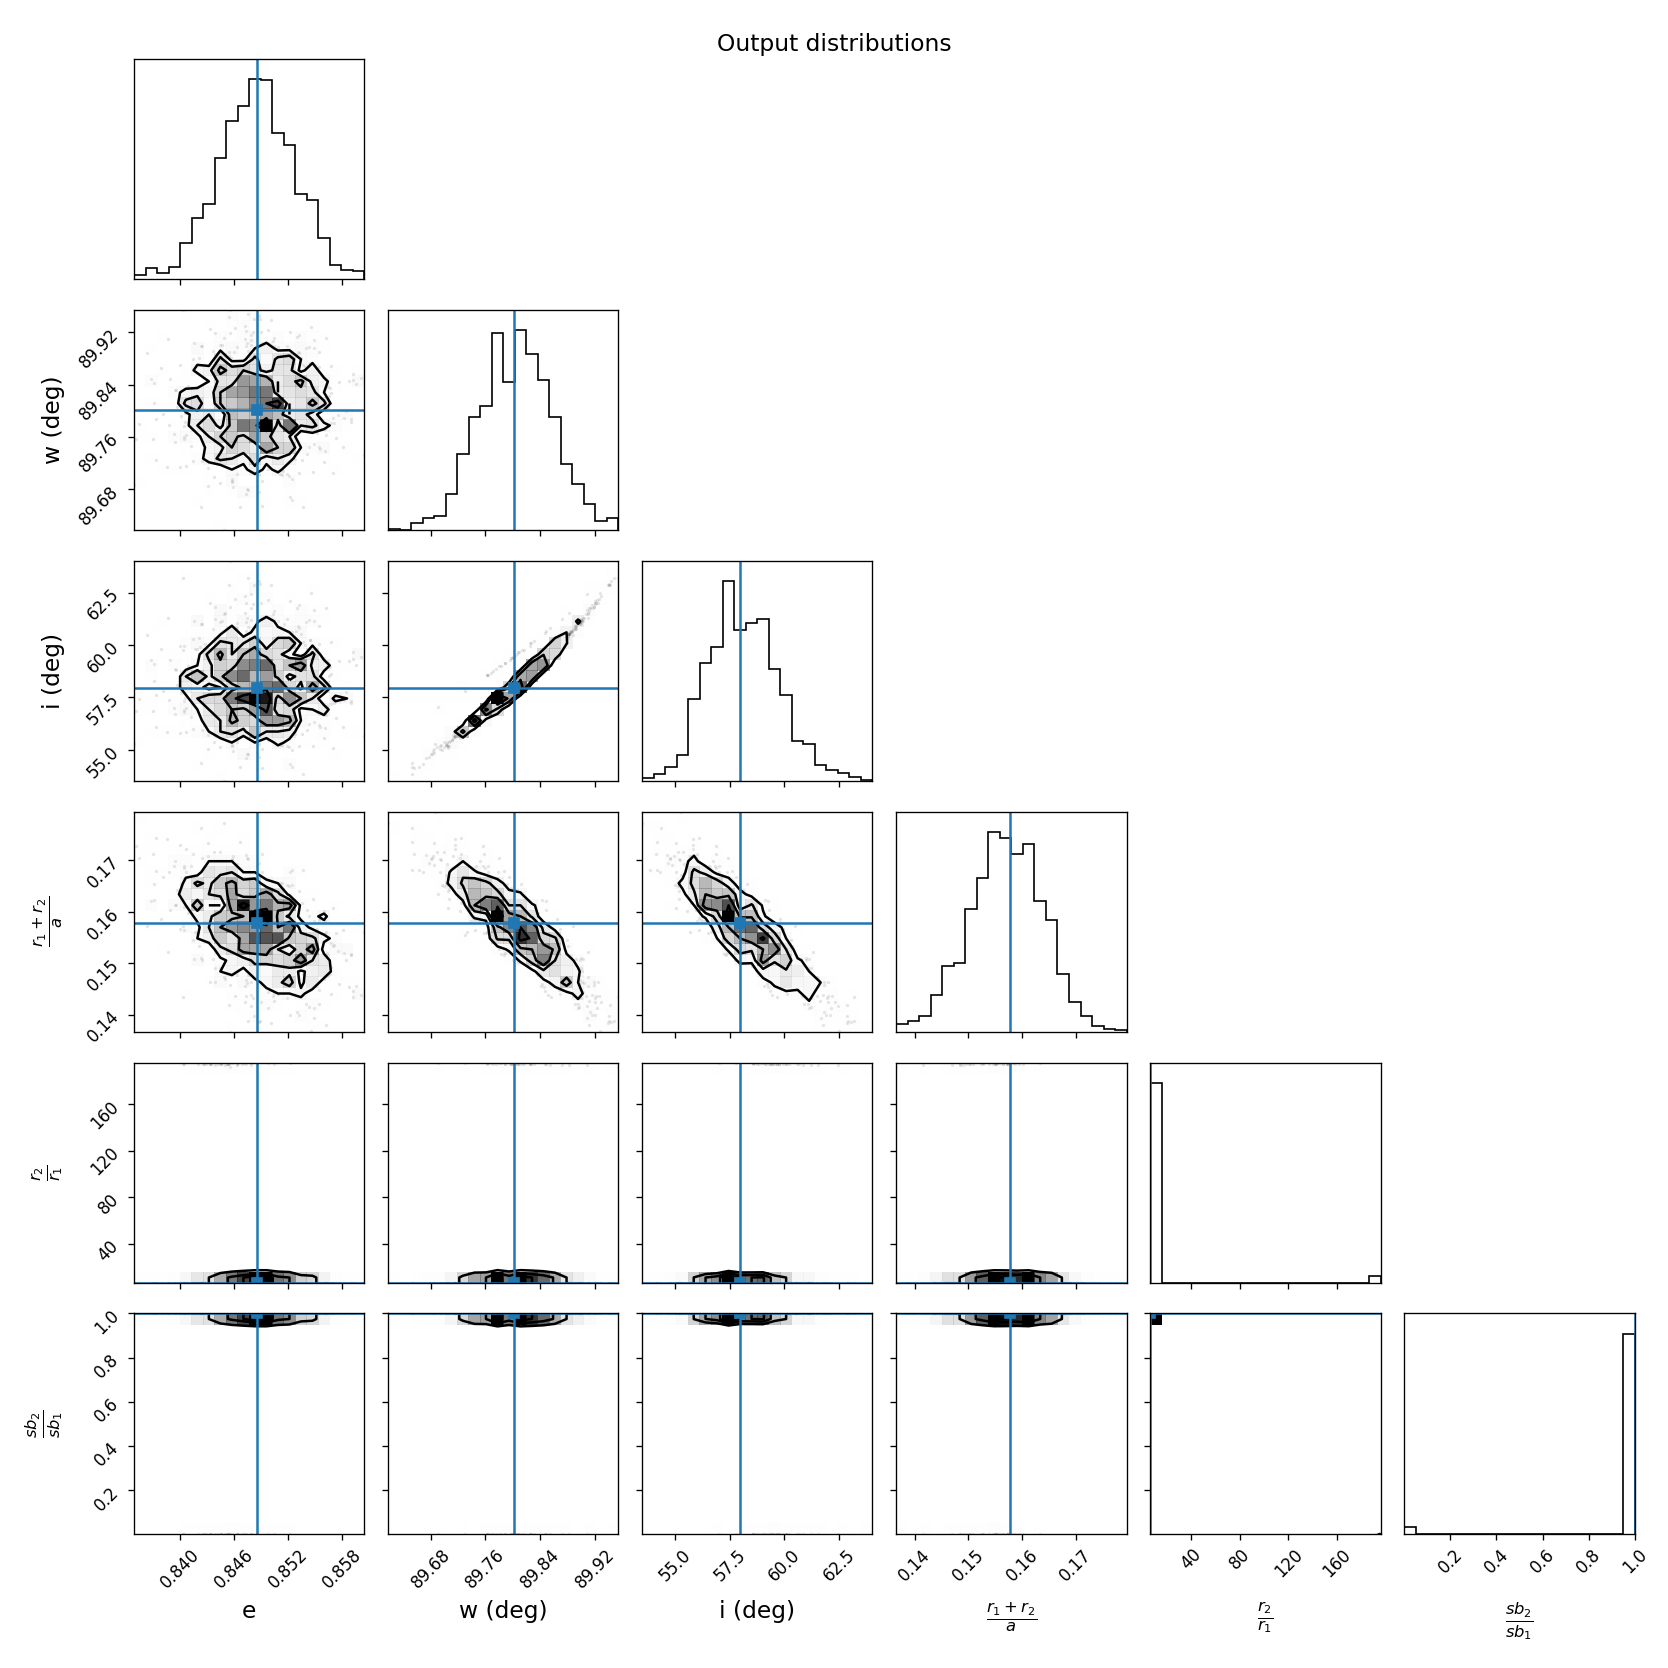 Output distributions
w (deg)
89.92
89.84
89.76
89.68
i (deg)
62.5
60.0
57.5
55.0
r₁ + r₂
a
0.17
0.16
0.15
0.14
r₂
r₁
160
120
80
40
sb₂
sb₁
1.0
0.8
0.6
0.4
0.2
0.840 0.846 0.852 0.858 89.68 89.76 89.84 89.92 55.0 57.5 60.0 62.5 0.14 0.15 0.16 0.17 40 80 120 160 0.2 0.4 0.6 0.8 1.0
e w (deg) i (deg) r₁ + r₂ r₂ sb₂
a r₁ sb₁